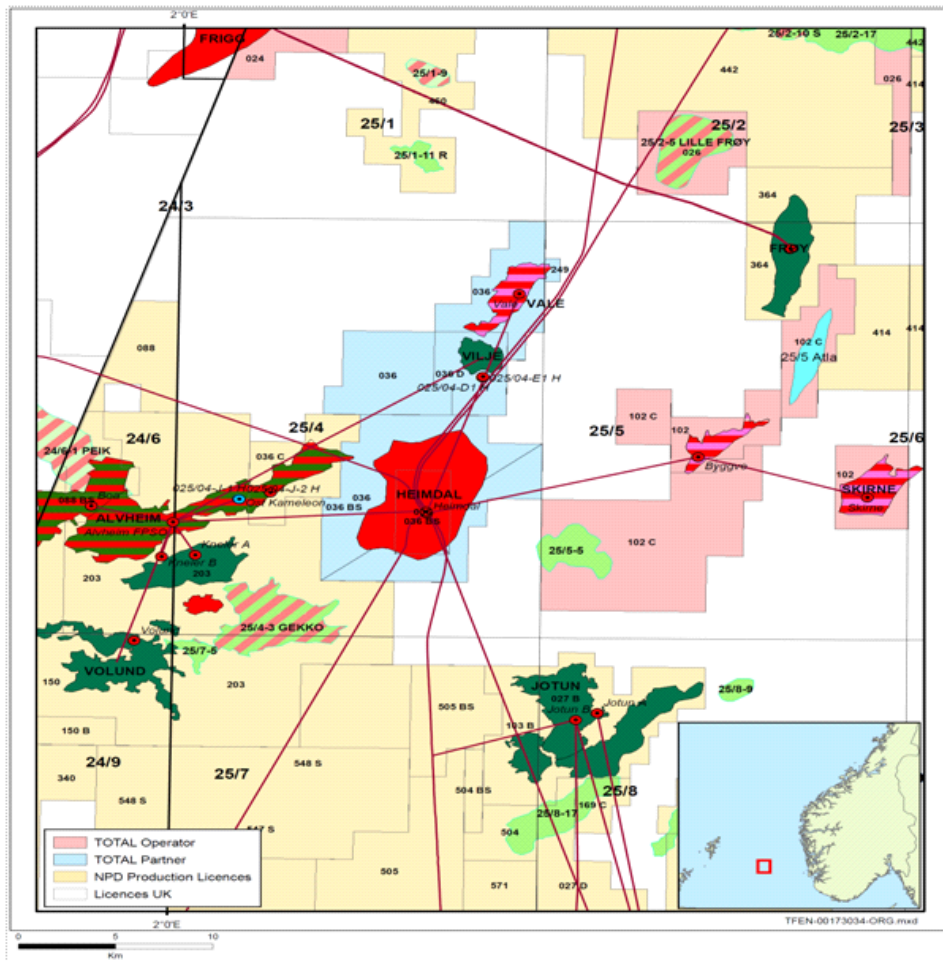 2°0'E
FRIGG
024
25/2-10 S
25/2-17
442
442
026
414
25/1-9
460
25/1
25/2
25/3
25/2-5 LILLE FRØY
026
25/1-11 R
364
24/3
FRØY
249
364
036
Vale
VALE
088
414
414
102 C
25/5 Atla
VILJE
036
036 D
025/04-E1 H
025/04-D1 H
102 C
24/6
25/4
25/5
102
25/6
24/6-1 PEIK
036 C
Byggve
102
SKIRNE
Skirne
088 BS
Boa
HEIMDAL
Heimdal
036
036 BS
036 BS
ALVHEIM
Alvheim FPSO
Kneler A
Kneler B
203
203
25/5-5
102 C
25/4-3 GEKKO
25/7-5
VOLUND
150
203
JOTUN
027 B
Jotun B
Jotun A
25/8-9
505 BS
103 B
150 B
24/9
25/7
548 S
340
548 S
504 BS
25/8
169 C
25/8-17
504
505
571
027 D
TOTAL Operator
TOTAL Partner
NPD Production Licences
Licences UK
2°0'E
TFEN-00173034-ORG.mxd
0 5 10
Km